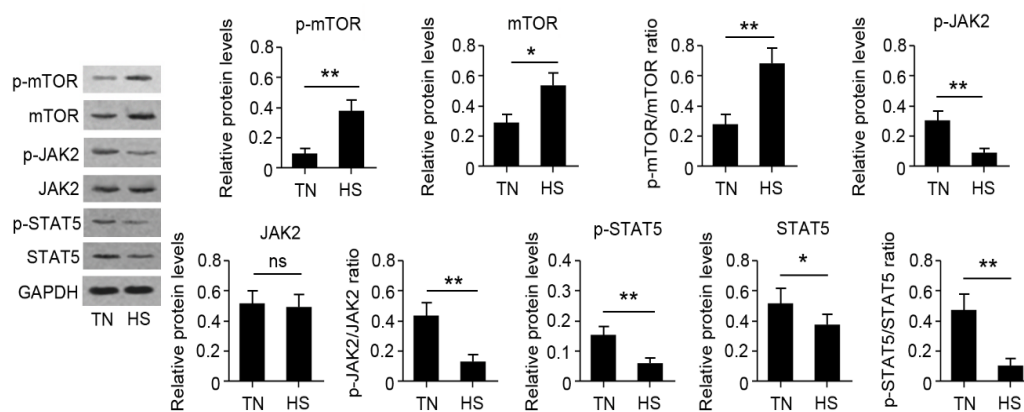 p-mTOR
mTOR
p-JAK2
JAK2
p-STAT5
STAT5
GAPDH
TN HS
p-mTOR
Relative protein levels
0.8
0.6
0.4
0.2
0
**
TN HS
mTOR
Relative protein levels
0.8
0.6
0.4
0.2
0
*
TN HS
p-mTOR/mTOR ratio
0.8
0.6
0.4
0.2
0
**
TN HS
p-JAK2
Relative protein levels
0.8
0.6
0.4
0.2
0
**
TN HS
JAK2
Relative protein levels
0.8
0.6
0.4
0.2
0
ns
TN HS
p-JAK2/JAK2 ratio
0.8
0.6
0.4
0.2
0
**
TN HS
p-STAT5
Relative protein levels
0.4
0.3
0.2
0.1
0
**
TN HS
STAT5
Relative protein levels
0.8
0.6
0.4
0.2
0
*
TN HS
p-STAT5/STAT5 ratio
0.8
0.6
0.4
0.2
0
**
TN HS